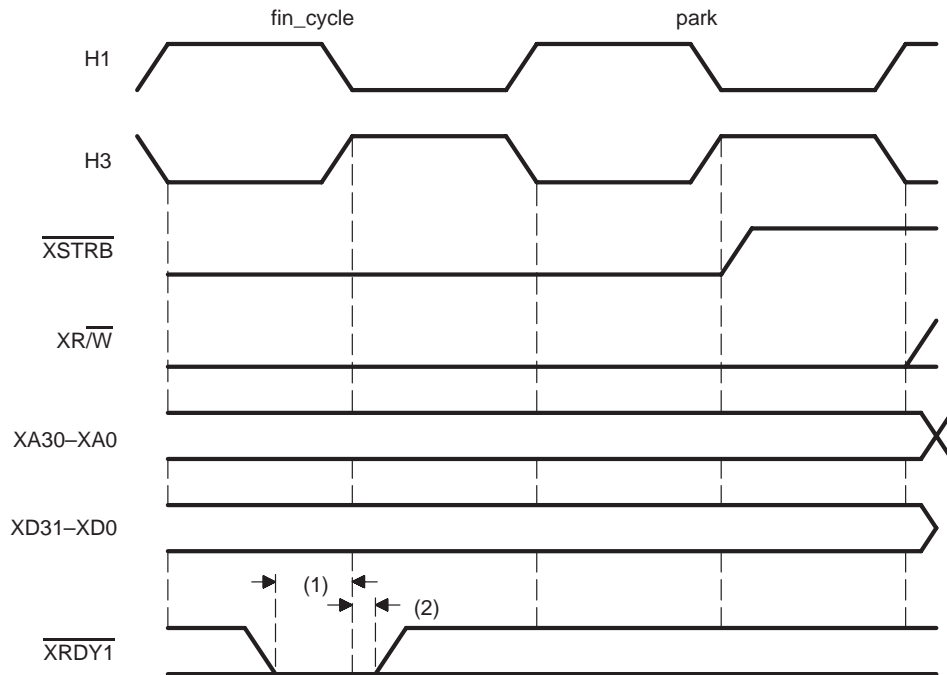 fin_cycle park
H1
H3
XSTRB
XR/W
XA30–XA0
XD31–XD0
(1)
(2)
XRDY1